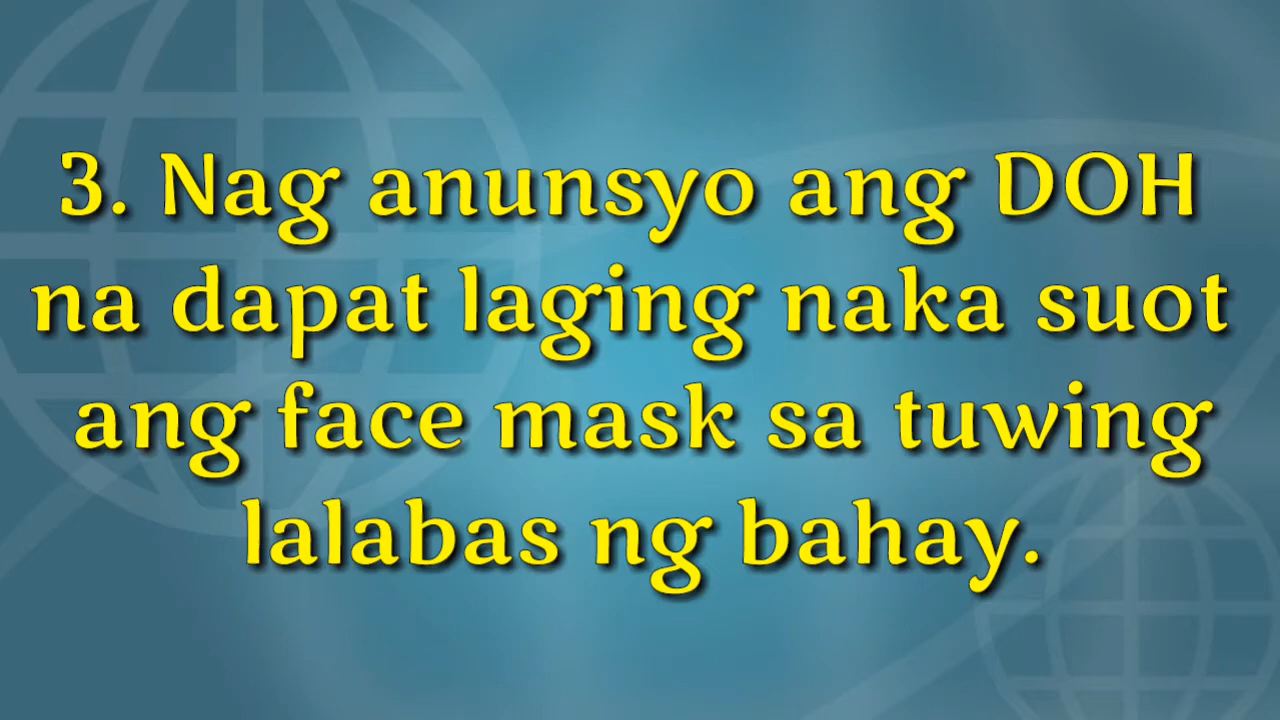 3. Nag anunsyo ang DOH
na dapat laging naka suot
ang face mask sa tuwing
lalabas ng bahay.